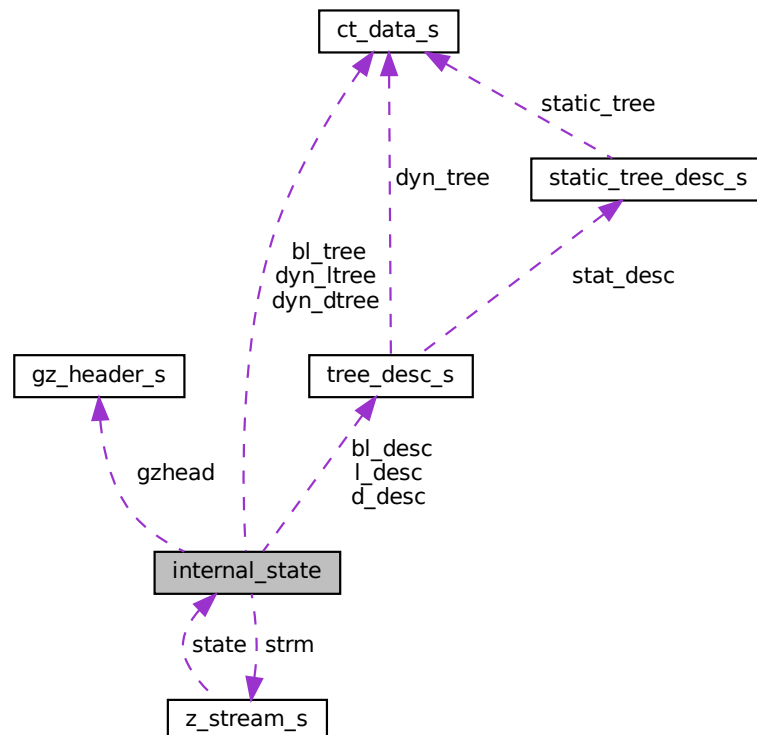 ct_data_s
static_tree
dyn_tree
static_tree_desc_s
bl_tree
dyn_ltree
dyn_dtree
stat_desc
gz_header_s
tree_desc_s
gzhead
bl_desc
l_desc
d_desc
internal_state
state
strm
z_stream_s